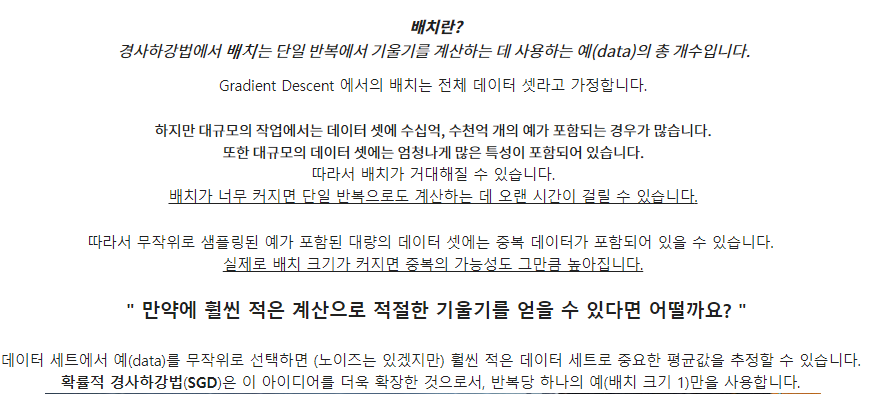 배치란?
경사하강법에서 배치는 단일 반복에서 기울기를 계산하는 데 사용하는 예(data)의 총 개수입니다.
Gradient Descent 에서의 배치는 전체 데이터 셋라고 가정합니다.
하지만 대규모의 작업에서는 데이터 셋에 수십억, 수천억 개의 예가 포함되는 경우가 많습니다.
또한 대규모의 데이터 셋에는 엄청나게 많은 특성이 포함되어 있습니다.
따라서 배치가 거대해질 수 있습니다.
배치가 너무 커지면 단일 반복으로도 계산하는 데 오랜 시간이 걸릴 수 있습니다.
따라서 무작위로 샘플링된 예가 포함된 대량의 데이터 셋에는 중복 데이터가 포함되어 있을 수 있습니다.
실제로 배치 크기가 커지면 중복의 가능성도 그만큼 높아집니다.
" 만약에 훨씬 적은 계산으로 적절한 기울기를 얻을 수 있다면 어떨까요? "
데이터 세트에서 예(data)를 무작위로 선택하면 (노이즈는 있겠지만) 훨씬 적은 데이터 세트로 중요한 평균값을 추정할 수 있습니다.
확률적 경사하강법(SGD)은 이 아이디어를 더욱 확장한 것으로서, 반복당 하나의 예(배치 크기 1)만을 사용합니다.